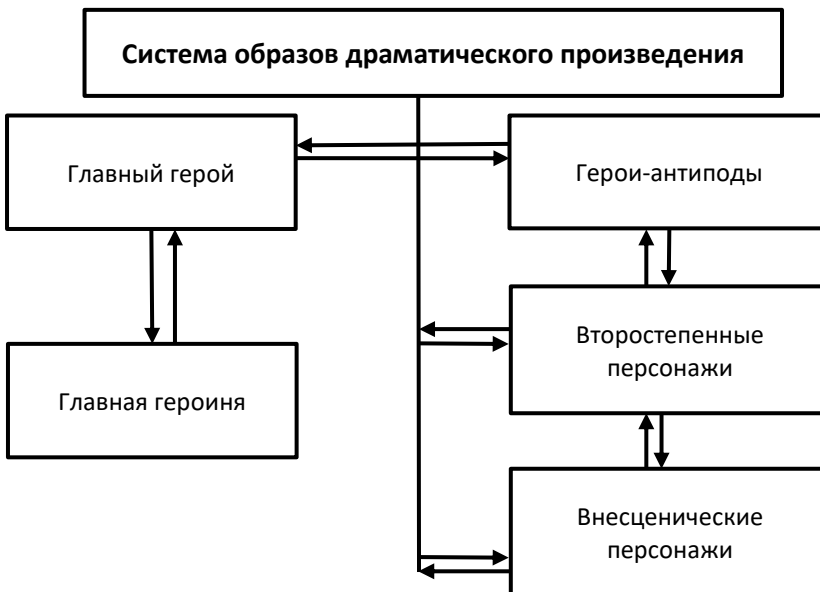 Система образов драматического произведения
Главный герой
Герои-антиподы
Второстепенные
персонажи
Главная героиня
Внесценические
персонажи